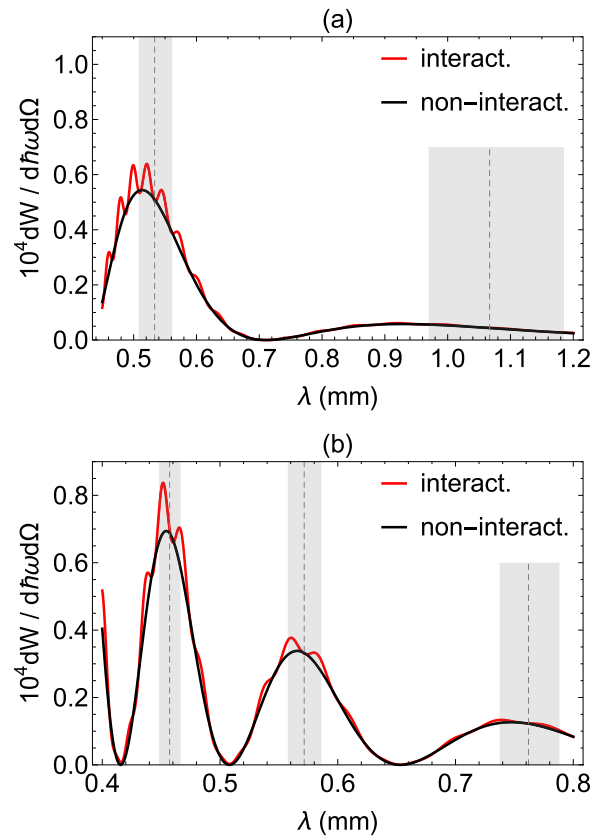 (a)
interact.
non−interact.
10⁴dW / dℏωdΩ
1.0
0.8
0.6
0.4
0.2
0.0
0.5 0.6 0.7 0.8 0.9 1.0 1.1 1.2
λ (mm)
(b)
interact.
non−interact.
10⁴dW / dℏωdΩ
0.8
0.6
0.4
0.2
0.0
0.4 0.5 0.6 0.7 0.8
λ (mm)